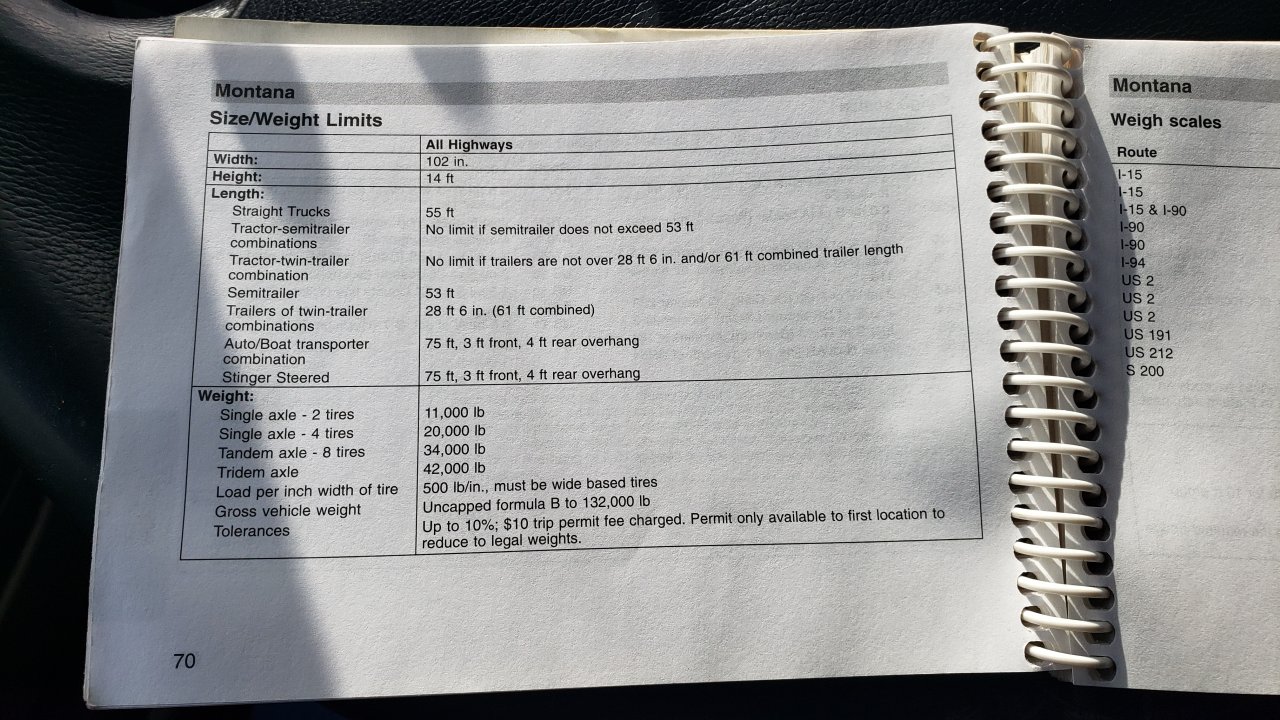 Montana
Size/Weight Limits
All Highways
Width: 102 in.
Height: 14 ft
Length:
Straight Trucks 55 ft
Tractor-semitrailer No limit if semitrailer does not exceed 53 ft
combinations
Tractor-twin-trailer No limit if trailers are not over 28 ft 6 in. and/or 61 ft combined trailer length
combination
Semitrailer 53 ft
Trailers of twin-trailer 28 ft 6 in. (61 ft combined)
combinations
Auto/Boat transporter 75 ft, 3 ft front, 4 ft rear overhang
combination
Stinger Steered 75 ft, 3 ft front, 4 ft rear overhang
Weight:
Single axle - 2 tires 11,000 lb
Single axle - 4 tires 20,000 lb
Tandem axle - 8 tires 34,000 lb
Tridem axle 42,000 lb
Load per inch width of tire 500 lb/in., must be wide based tires
Gross vehicle weight Uncapped formula B to 132,000 lb
Tolerances Up to 10%; $10 trip permit fee charged. Permit only available to first location to
reduce to legal weights.
70
Montana
Weigh scales
Route
I-15
I-15
I-15 & I-90
I-90
I-90
I-94
US 2
US 2
US 2
US 191
US 212
S 200